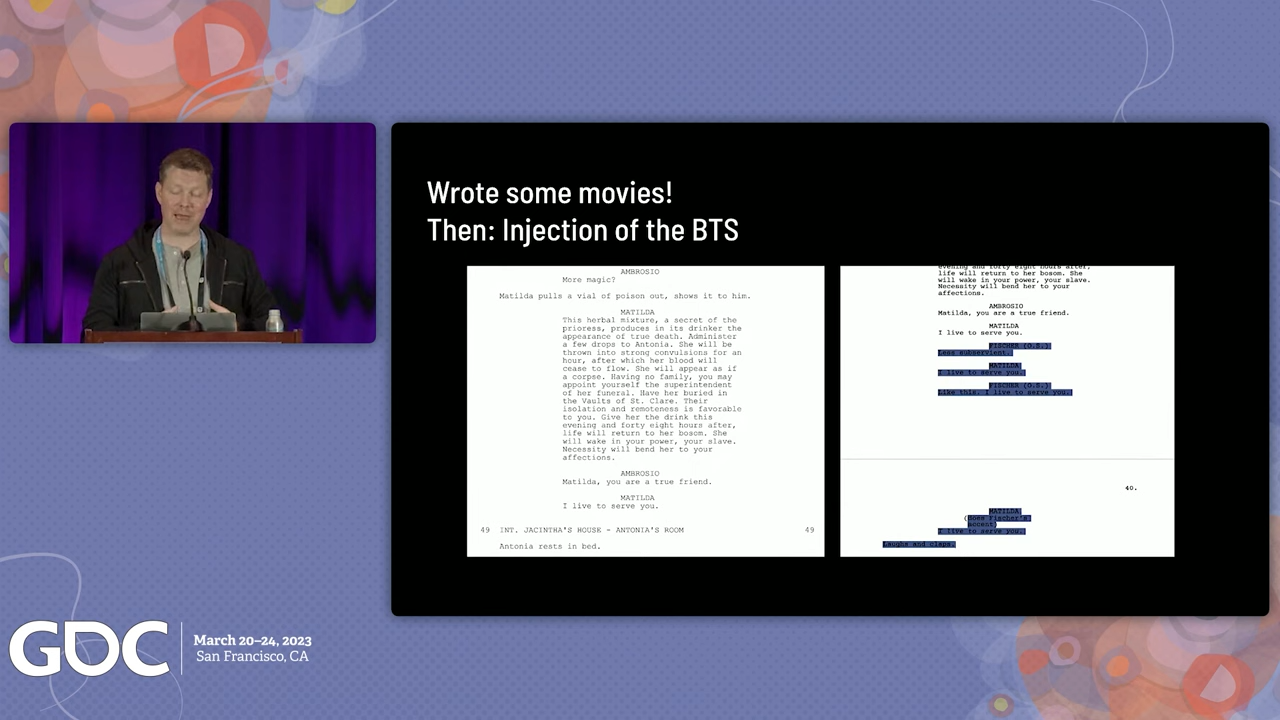 Wrote some movies!
Then: Injection of the BTS
AMBROSIO
More magic?
Matilda pulls a vial of poison out, shows it to him.
MATILDA
This herbal mixture, a secret of the
prioress, produces in its drinker the
appearance of true death. Administer
a few drops to Antonia. She will be
thrown into strong convulsions for an
hour, after which her blood will
cease to flow. She will appear as if
a corpse. Having no family, you may
appoint yourself the superintendent
of her funeral. Have her buried in
the Vaults of St. Clare. Their
isolation and remoteness is favorable
to you. Give her the drink this
evening and forty eight hours after,
life will return to her bosom. She
will wake in your power, your slave.
Necessity will bend her to your
affections.
AMBROSIO
Matilda, you are a true friend.
MATILDA
I live to serve you.
49 INT. JACINTHA'S HOUSE - ANTONIA'S ROOM 49
Antonia rests in bed.
evening and forty eight hours after,
life will return to her bosom. She
will wake in your power, your slave.
Necessity will bend her to your
affections.
AMBROSIO
Matilda, you are a true friend.
MATILDA
I live to serve you.
FISCHER (O.S.)
Less subservient.
MATILDA
I live to serve you.
FISCHER (O.S.)
Like this. I live to serve you.
40.
MATILDA
(does Fischer's
accent)
I live to serve you.
Laughs and claps.
GDC
March 20–24, 2023
San Francisco, CA